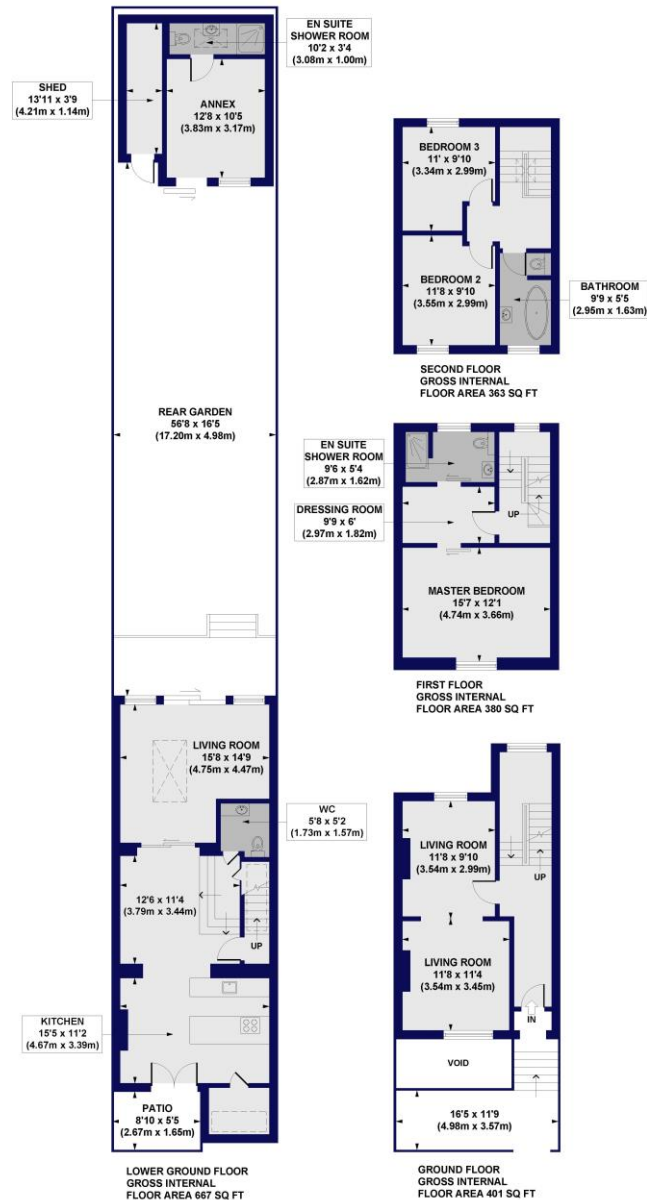 EN SUITE
SHOWER ROOM
10'2 x 3'4
(3.08m x 1.00m)
SHED
13'11 x 3'9
(4.21m x 1.14m)
ANNEX
12'8 x 10'5
(3.83m x 3.17m)
REAR GARDEN
56'8 x 16'5
(17.20m x 4.98m)
LIVING ROOM
15'8 x 14'9
(4.75m x 4.47m)
WC
5'8 x 5'2
(1.73m x 1.57m)
12'6 x 11'4
(3.79m x 3.44m)
UP
KITCHEN
15'5 x 11'2
(4.67m x 3.39m)
PATIO
8'10 x 5'5
(2.67m x 1.65m)
LOWER GROUND FLOOR
GROSS INTERNAL
FLOOR AREA 667 SQ FT
BEDROOM 3
11' x 9'10
(3.34m x 2.99m)
BEDROOM 2
11'8 x 9'10
(3.55m x 2.99m)
BATHROOM
9'9 x 5'5
(2.95m x 1.63m)
SECOND FLOOR
GROSS INTERNAL
FLOOR AREA 363 SQ FT
EN SUITE
SHOWER ROOM
9'6 x 5'4
(2.87m x 1.62m)
DRESSING ROOM
9'9 x 6'
(2.97m x 1.82m)
UP
MASTER BEDROOM
15'7 x 12'1
(4.74m x 3.66m)
FIRST FLOOR
GROSS INTERNAL
FLOOR AREA 380 SQ FT
LIVING ROOM
11'8 x 9'10
(3.54m x 2.99m)
UP
LIVING ROOM
11'8 x 11'4
(3.54m x 3.45m)
IN
VOID
16'5 x 11'9
(4.98m x 3.57m)
GROUND FLOOR
GROSS INTERNAL
FLOOR AREA 401 SQ FT